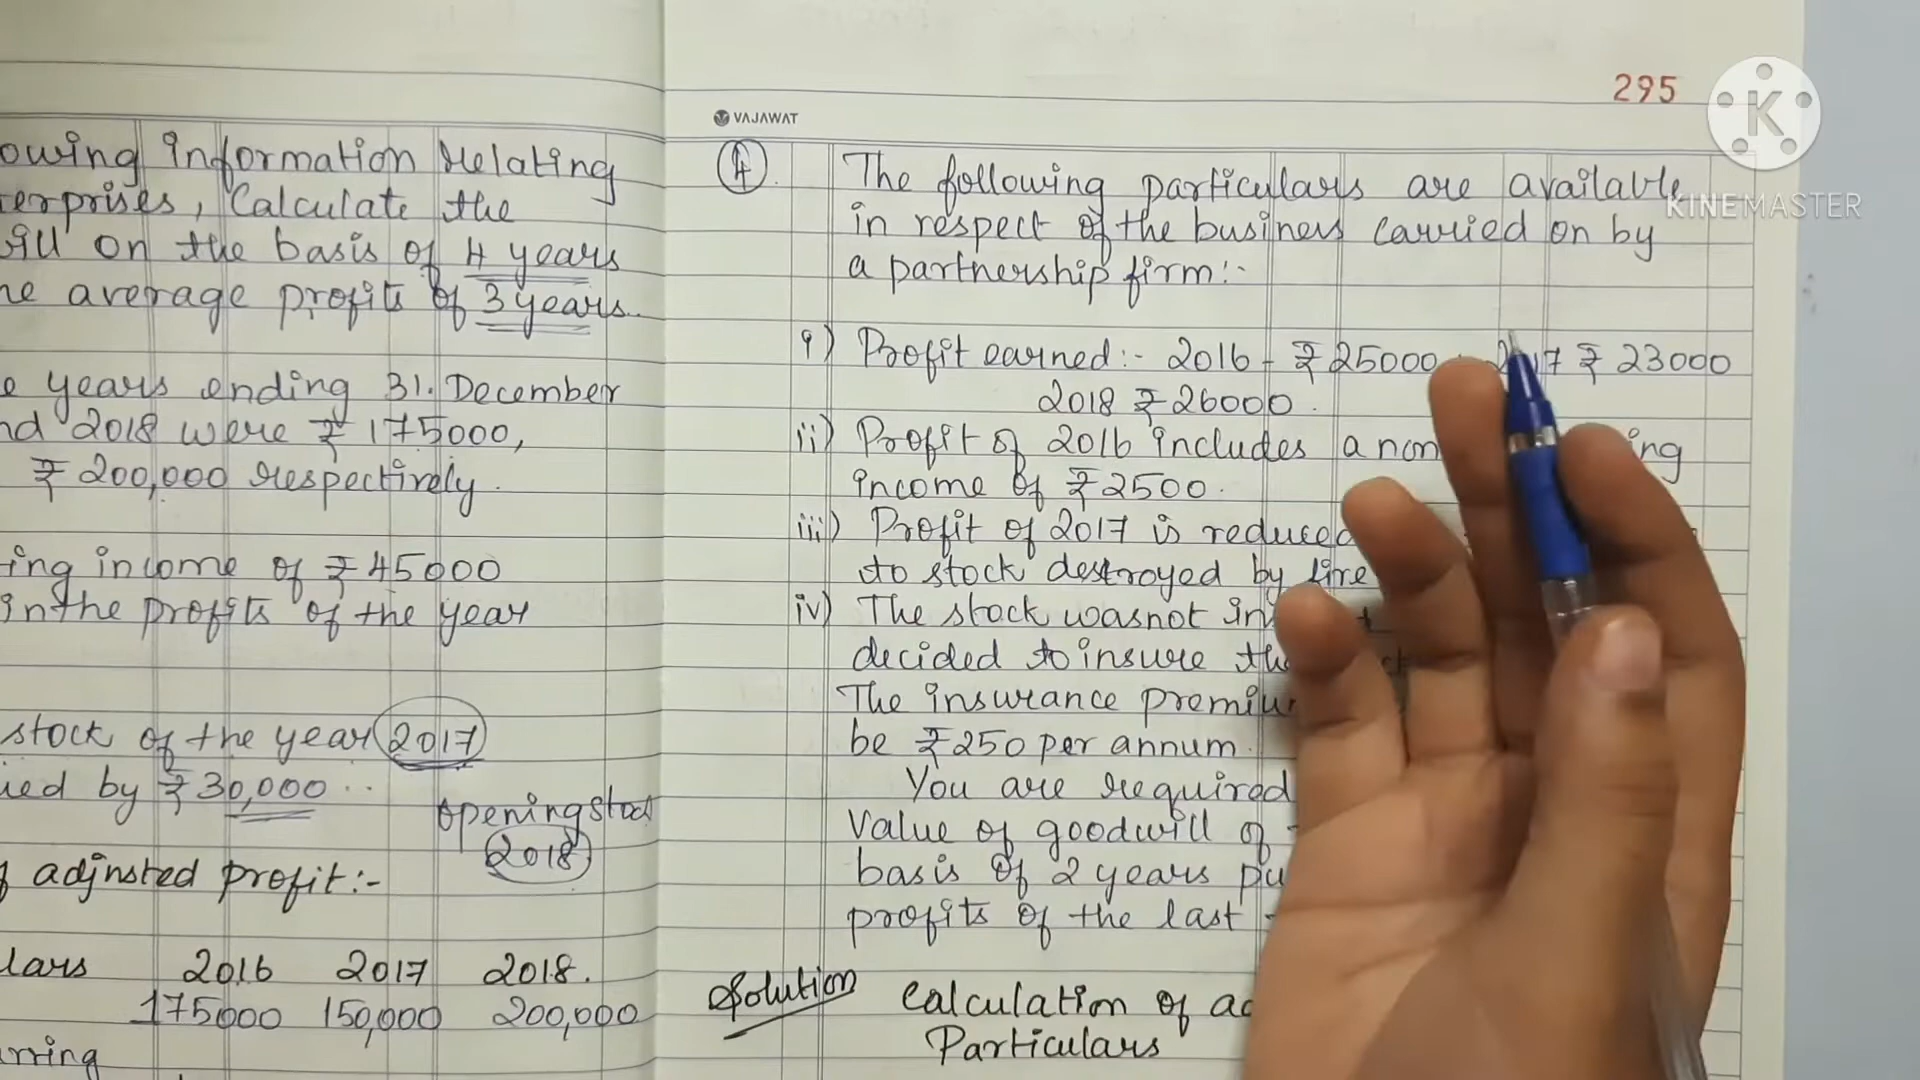 owing information relating
erprises, Calculate the
will on the basis of 4 years
he average profits of 3 years.
e years ending 31. December
nd 2018 were ₹ 175000,
₹ 200,000 respectively.
ing income of ₹ 45000
in the profits of the year
stock of the year 2017
ied by ₹ 30,000 ..
opening stock
2018
adjusted profit:-
lars 2016 2017 2018.
175000 150,000 200,000
rring
295
K
KINEMASTER
VAJAWAT
4. The following particulars are available
in respect of the business carried on by
a partnership firm:-
i) Profit earned:- 2016 - ₹ 25000 2017 ₹ 23000
2018 ₹ 26000.
ii) Profit of 2016 includes a non ing
income of ₹ 2500.
iii) Profit of 2017 is reduced
to stock destroyed by fire
iv) The stock was not in
decided to insure the
The insurance premium
be ₹ 250 per annum.
You are required
Value of goodwill of
basis of 2 years pu
profits of the last
Solution Calculation of ad
Particulars